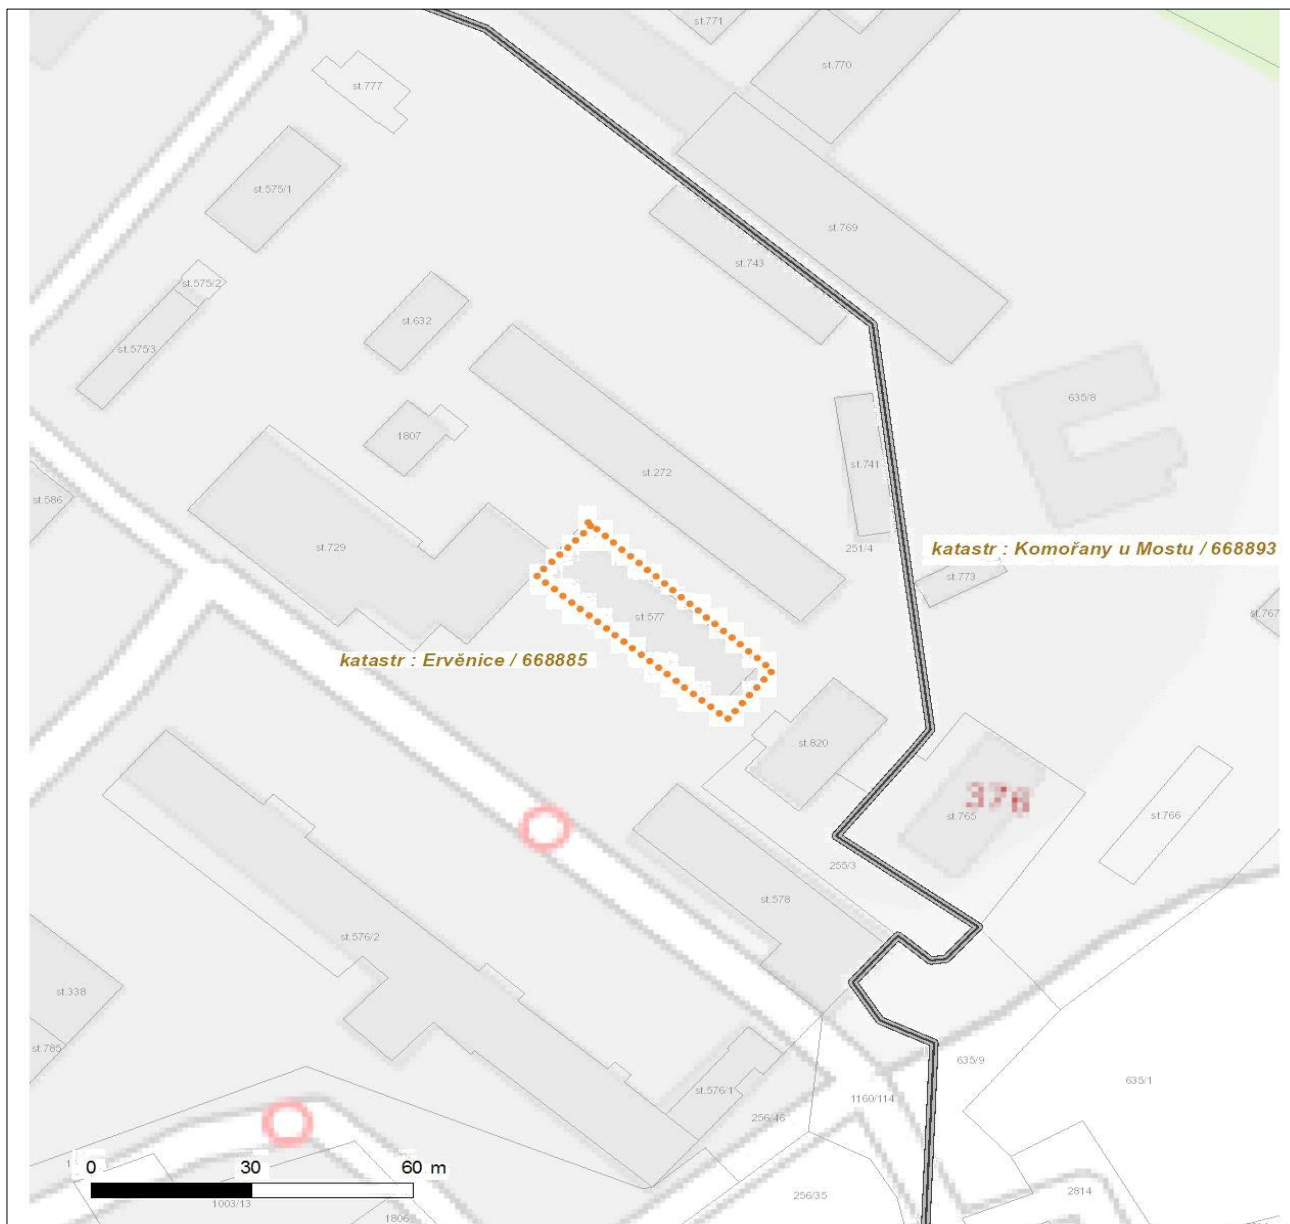 st.771
st.770
st.777
st.575/1
st.769
st.743
st.575/2
st.632
st.575/3
635/8
1807
st.272
st.741
st.586
st.729
251/4
katastr : Komořany u Mostu / 668893
st.773
st.767
st.577
katastr : Ervěnice / 668885
st.820
376
st.765
st.766
255/3
st.578
st.576/2
st.338
st.785
635/9
635/1
st.576/1
1160/114
256/46
0 30 60 m
2814
256/35
1003/13
1806